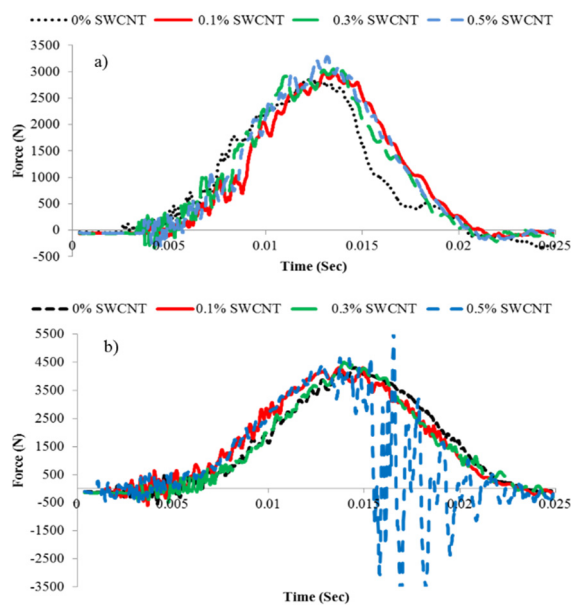 0% SWCNT 0.1% SWCNT 0.3% SWCNT 0.5% SWCNT
a)
3500
3000
2500
2000
1500
1000
500
0
-500
Force (N)
0 0.005 0.01 0.015 0.02 0.025
Time (Sec)
0% SWCNT 0.1% SWCNT 0.3% SWCNT 0.5% SWCNT
b)
5500
4500
3500
2500
1500
500
-500
-1500
-2500
-3500
Force (N)
0 0.005 0.01 0.015 0.02 0.025
Time (Sec)